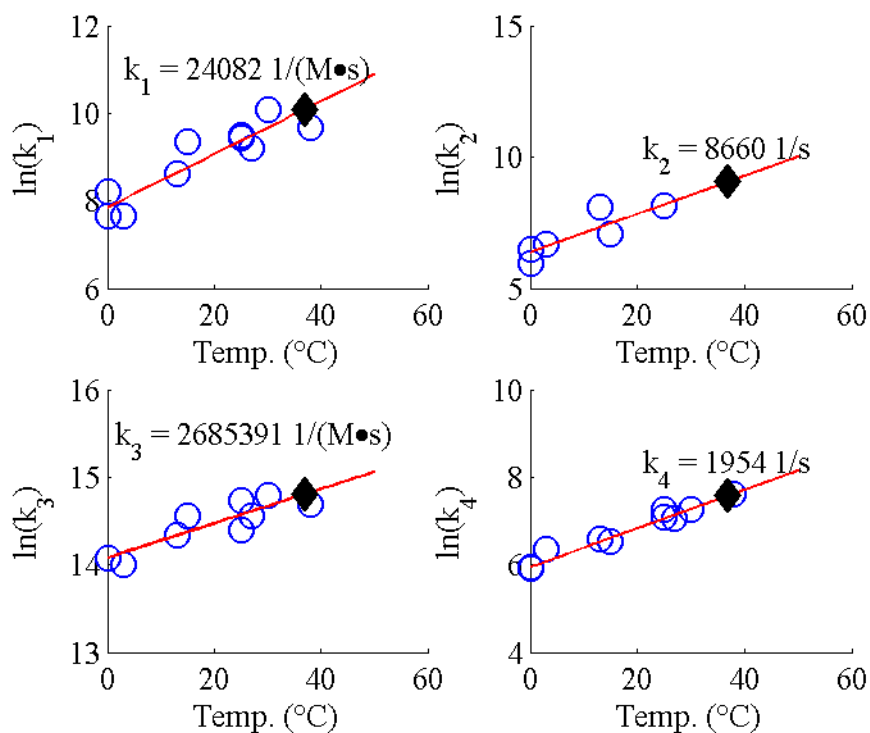 12
k₁ = 24082 1/(M●s)
10
ln(k₁)
8
6
0 20 40 60
Temp. (°C)
15
k₂ = 8660 1/s
10
ln(k₂)
5
0 20 40 60
Temp. (°C)
16
k₃ = 2685391 1/(M●s)
15
ln(k₃)
14
13
0 20 40 60
Temp. (°C)
10
8
k₄ = 1954 1/s
ln(k₄)
6
4
0 20 40 60
Temp. (°C)